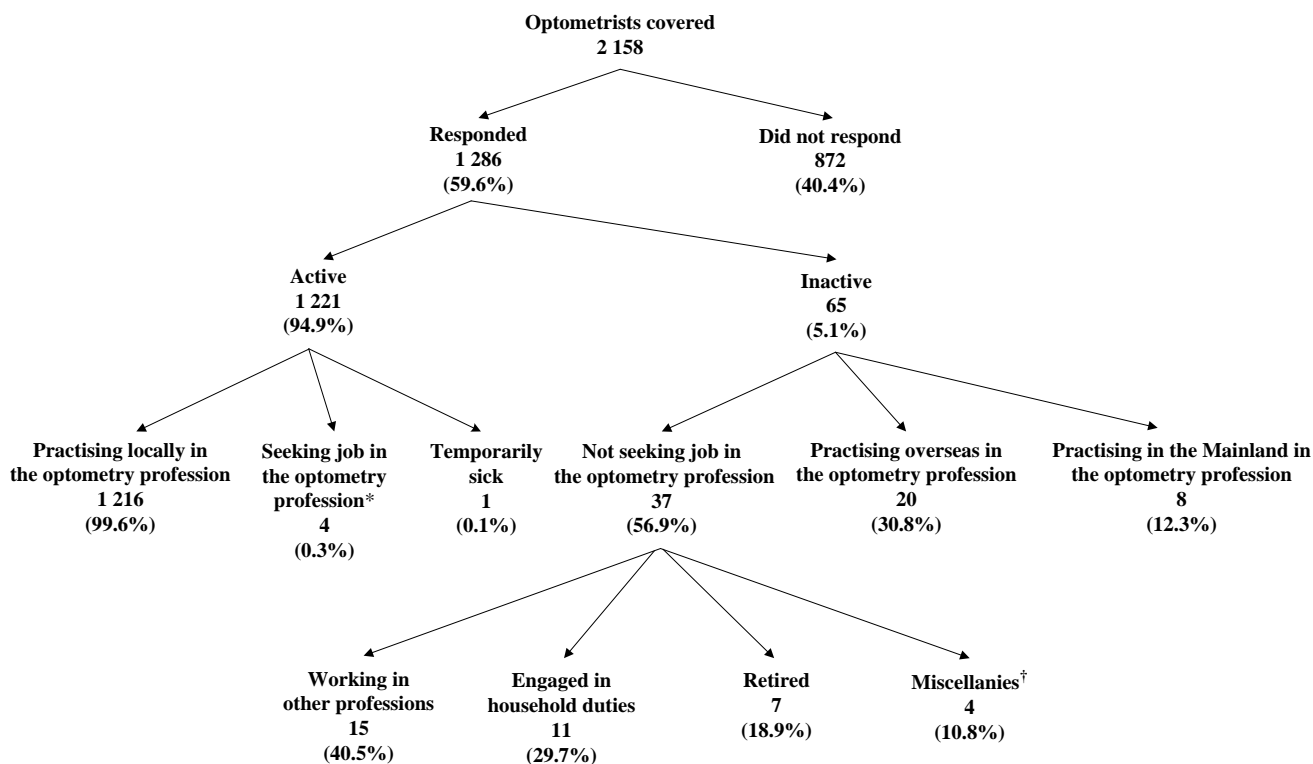 Optometrists covered
2 158
Responded
1 286
(59.6%)
Did not respond
872
(40.4%)
Active
1 221
(94.9%)
Inactive
65
(5.1%)
Practising locally in
the optometry profession
1 216
(99.6%)
Seeking job in
the optometry
profession*
4
(0.3%)
Temporarily
sick
1
(0.1%)
Not seeking job in
the optometry profession
37
(56.9%)
Practising overseas in
the optometry profession
20
(30.8%)
Practising in the Mainland in
the optometry profession
8
(12.3%)
Working in
other professions
15
(40.5%)
Engaged in
household duties
11
(29.7%)
Retired
7
(18.9%)
Miscellanies†
4
(10.8%)